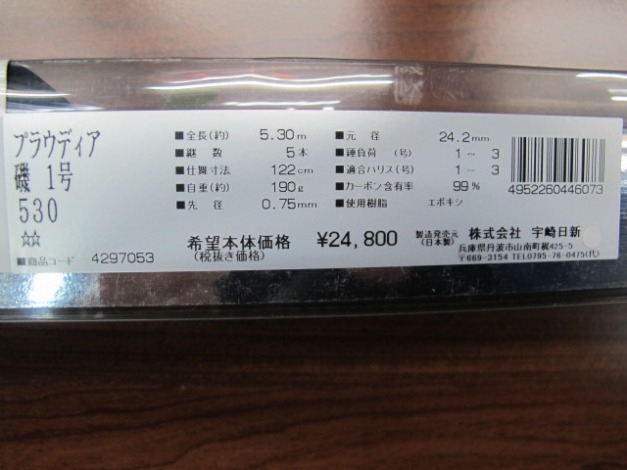 プラウディア
磯 1号
530
☆☆
■商品コード 4297053
■全長(約) 5.30m
■継数 5本
■仕舞寸法 122cm
■自重(約) 190g
■先径 0.75mm
■元径 24.2mm
■錘負荷(号) 1-3
■適合ハリス(号) 1-3
■カーボン含有率 99%
■使用樹脂 エポキシ
4952260446073
希望本体価格 ¥24,800
(税抜き価格)
製造発売元 株式会社 宇崎日新
(日本製)
兵庫県丹波市山南町梶425-5
〒669-3154 TEL0795-76-0475(代)